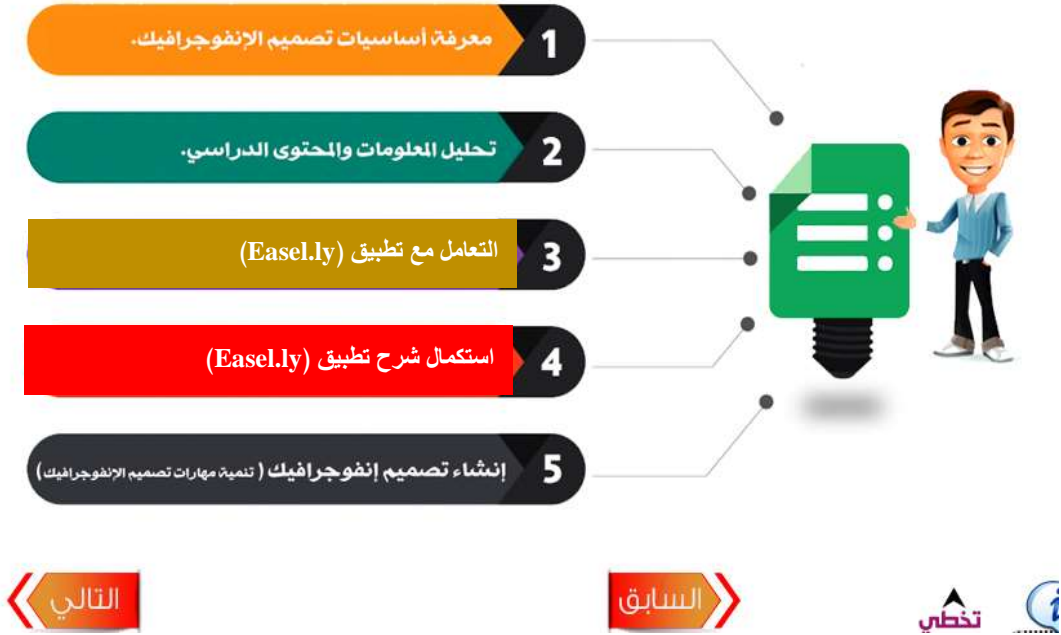 1 معرفة أساسيات تصميم الإنفوجرافيك.
2 تحليل المعلومات والمحتوى الدراسي.
3 التعامل مع تطبيق (Easel.ly)
4 استكمال شرح تطبيق (Easel.ly)
5 إنشاء تصميم إنفوجرافيك ( تنمية مهارات تصميم الإنفوجرافيك)
تخطي
السابق
التالي